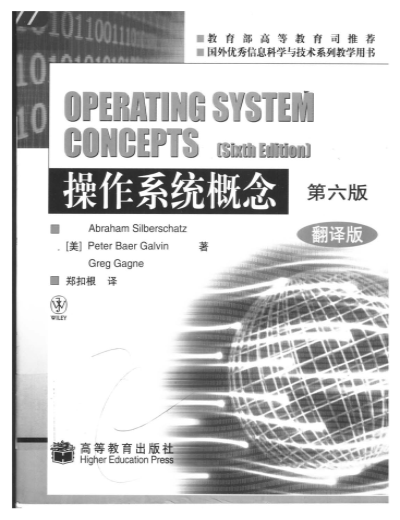 101100111
1010101
教育部高等教育司推荐
国外优秀信息科学与技术系列教学用书
OPERATING SYSTEM
CONCEPTS (Sixth Edition)
操作系统概念 第六版
翻译版
Abraham Silberschatz
[美] Peter Baer Galvin 著
Greg Gagne
郑扣根 译
WILEY
高等教育出版社
Higher Education Press